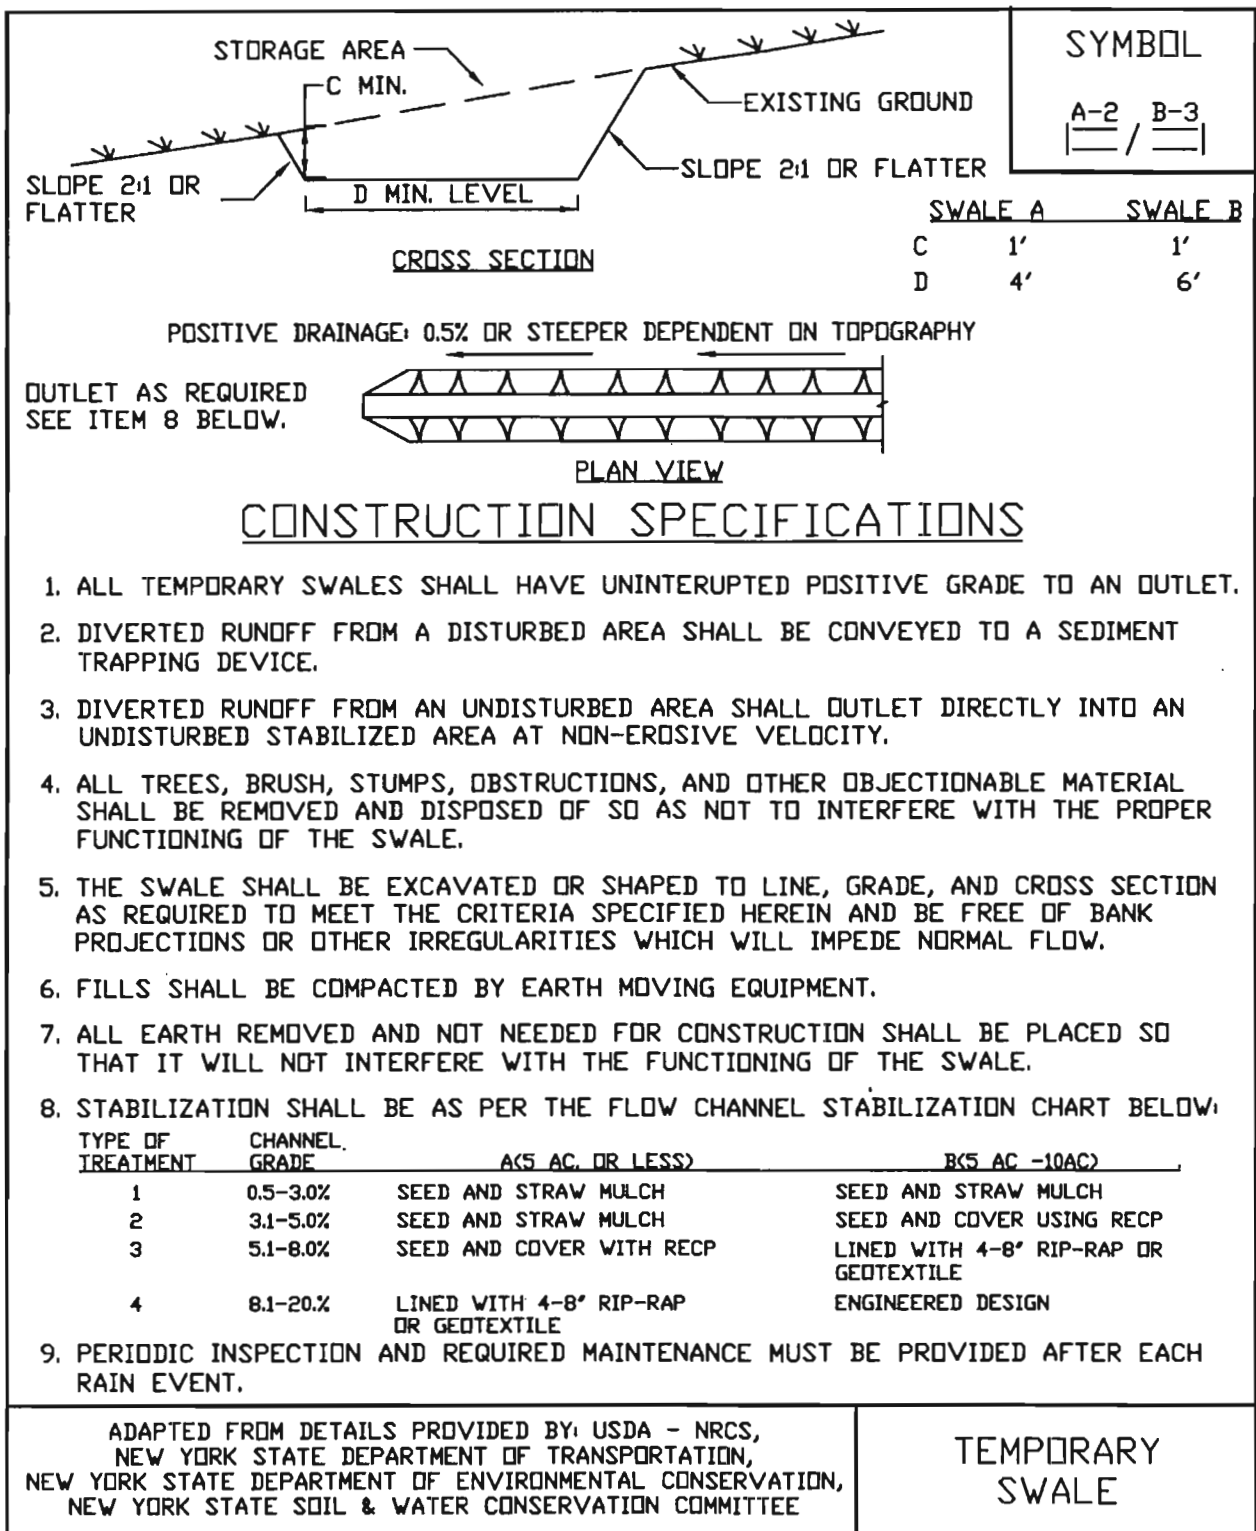 STORAGE AREA
C MIN.
EXISTING GROUND
SLOPE 2:1 OR
FLATTER
SLOPE 2:1 OR FLATTER
D MIN. LEVEL
CROSS SECTION
SYMBOL
A-2 / B-3
SWALE A SWALE B
C 1' 1'
D 4' 6'
POSITIVE DRAINAGE: 0.5% OR STEEPER DEPENDENT ON TOPOGRAPHY
OUTLET AS REQUIRED
SEE ITEM 8 BELOW.
PLAN VIEW
CONSTRUCTION SPECIFICATIONS
1. ALL TEMPORARY SWALES SHALL HAVE UNINTERUPTED POSITIVE GRADE TO AN OUTLET.
2. DIVERTED RUNOFF FROM A DISTURBED AREA SHALL BE CONVEYED TO A SEDIMENT
TRAPPING DEVICE.
3. DIVERTED RUNOFF FROM AN UNDISTURBED AREA SHALL OUTLET DIRECTLY INTO AN
UNDISTURBED STABILIZED AREA AT NON-EROSIVE VELOCITY.
4. ALL TREES, BRUSH, STUMPS, OBSTRUCTIONS, AND OTHER OBJECTIONABLE MATERIAL
SHALL BE REMOVED AND DISPOSED OF SO AS NOT TO INTERFERE WITH THE PROPER
FUNCTIONING OF THE SWALE.
5. THE SWALE SHALL BE EXCAVATED OR SHAPED TO LINE, GRADE, AND CROSS SECTION
AS REQUIRED TO MEET THE CRITERIA SPECIFIED HEREIN AND BE FREE OF BANK
PROJECTIONS OR OTHER IRREGULARITIES WHICH WILL IMPEDE NORMAL FLOW.
6. FILLS SHALL BE COMPACTED BY EARTH MOVING EQUIPMENT.
7. ALL EARTH REMOVED AND NOT NEEDED FOR CONSTRUCTION SHALL BE PLACED SO
THAT IT WILL NOT INTERFERE WITH THE FUNCTIONING OF THE SWALE.
8. STABILIZATION SHALL BE AS PER THE FLOW CHANNEL STABILIZATION CHART BELOW:
TYPE OF CHANNEL
TREATMENT GRADE A(5 AC. OR LESS) B(5 AC -10AC)
1 0.5-3.0% SEED AND STRAW MULCH SEED AND STRAW MULCH
2 3.1-5.0% SEED AND STRAW MULCH SEED AND COVER USING RECP
3 5.1-8.0% SEED AND COVER WITH RECP LINED WITH 4-8" RIP-RAP OR
GEOTEXTILE
4 8.1-20.% LINED WITH 4-8" RIP-RAP ENGINEERED DESIGN
OR GEOTEXTILE
9. PERIODIC INSPECTION AND REQUIRED MAINTENANCE MUST BE PROVIDED AFTER EACH
RAIN EVENT.
ADAPTED FROM DETAILS PROVIDED BY: USDA - NRCS,
NEW YORK STATE DEPARTMENT OF TRANSPORTATION,
NEW YORK STATE DEPARTMENT OF ENVIRONMENTAL CONSERVATION,
NEW YORK STATE SOIL & WATER CONSERVATION COMMITTEE
TEMPORARY
SWALE